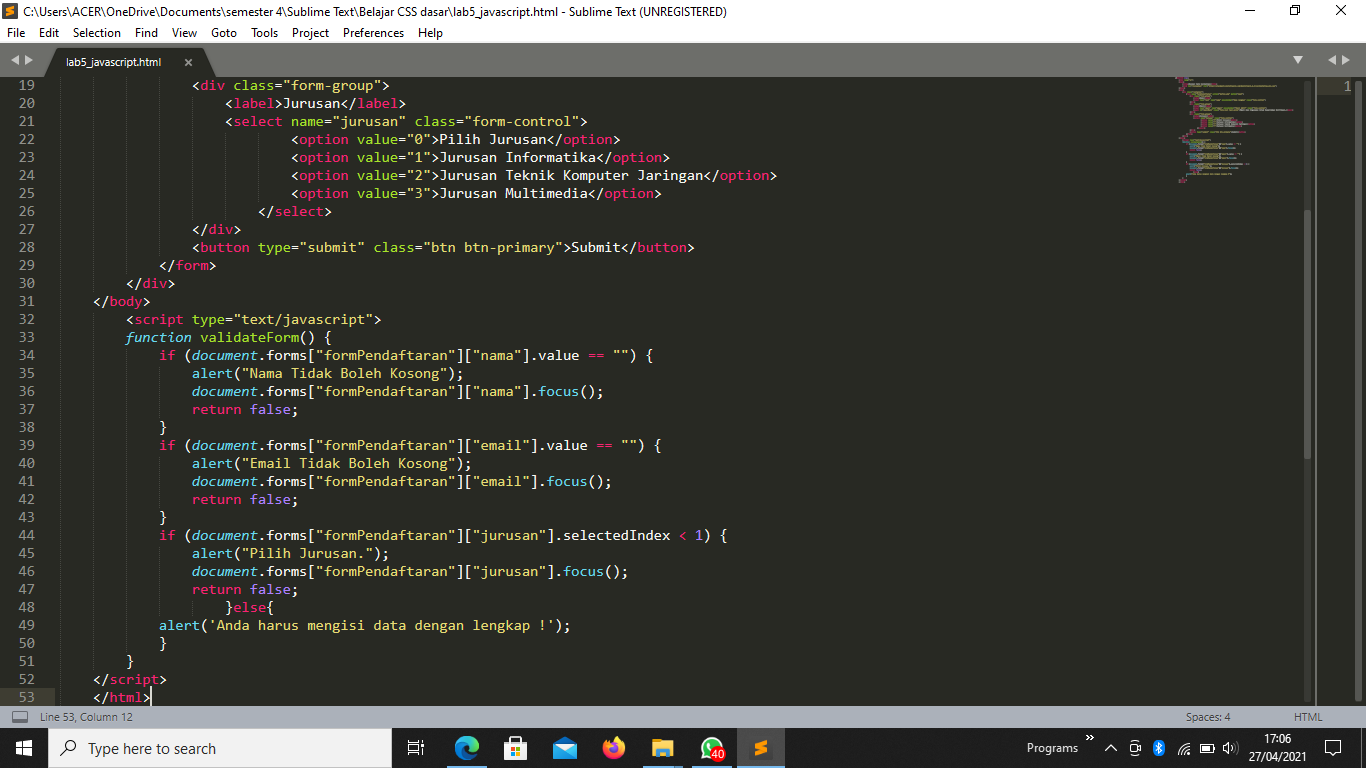 C:\Users\ACER\OneDrive\Documents\semester 4\Sublime Text\Belajar CSS dasar\lab5_javascript.html - Sublime Text (UNREGISTERED)
File Edit Selection Find View Goto Tools Project Preferences Help
lab5_javascript.html
19 <div class="form-group">
20 <label>Jurusan</label>
21 <select name="jurusan" class="form-control">
22 <option value="0">Pilih Jurusan</option>
23 <option value="1">Jurusan Informatika</option>
24 <option value="2">Jurusan Teknik Komputer Jaringan</option>
25 <option value="3">Jurusan Multimedia</option>
26 </select>
27 </div>
28 <button type="submit" class="btn btn-primary">Submit</button>
29 </form>
30 </div>
31 </body>
32 <script type="text/javascript">
33 function validateForm() {
34 if (document.forms["formPendaftaran"]["nama"].value == "") {
35 alert("Nama Tidak Boleh Kosong");
36 document.forms["formPendaftaran"]["nama"].focus();
37 return false;
38 }
39 if (document.forms["formPendaftaran"]["email"].value == "") {
40 alert("Email Tidak Boleh Kosong");
41 document.forms["formPendaftaran"]["email"].focus();
42 return false;
43 }
44 if (document.forms["formPendaftaran"]["jurusan"].selectedIndex < 1) {
45 alert("Pilih Jurusan.");
46 document.forms["formPendaftaran"]["jurusan"].focus();
47 return false;
48 }else{
49 alert('Anda harus mengisi data dengan lengkap !');
50 }
51 }
52 </script>
53 </html>
1
Line 53, Column 12 Spaces: 4 HTML
Type here to search
40
Programs
17:06
27/04/2021